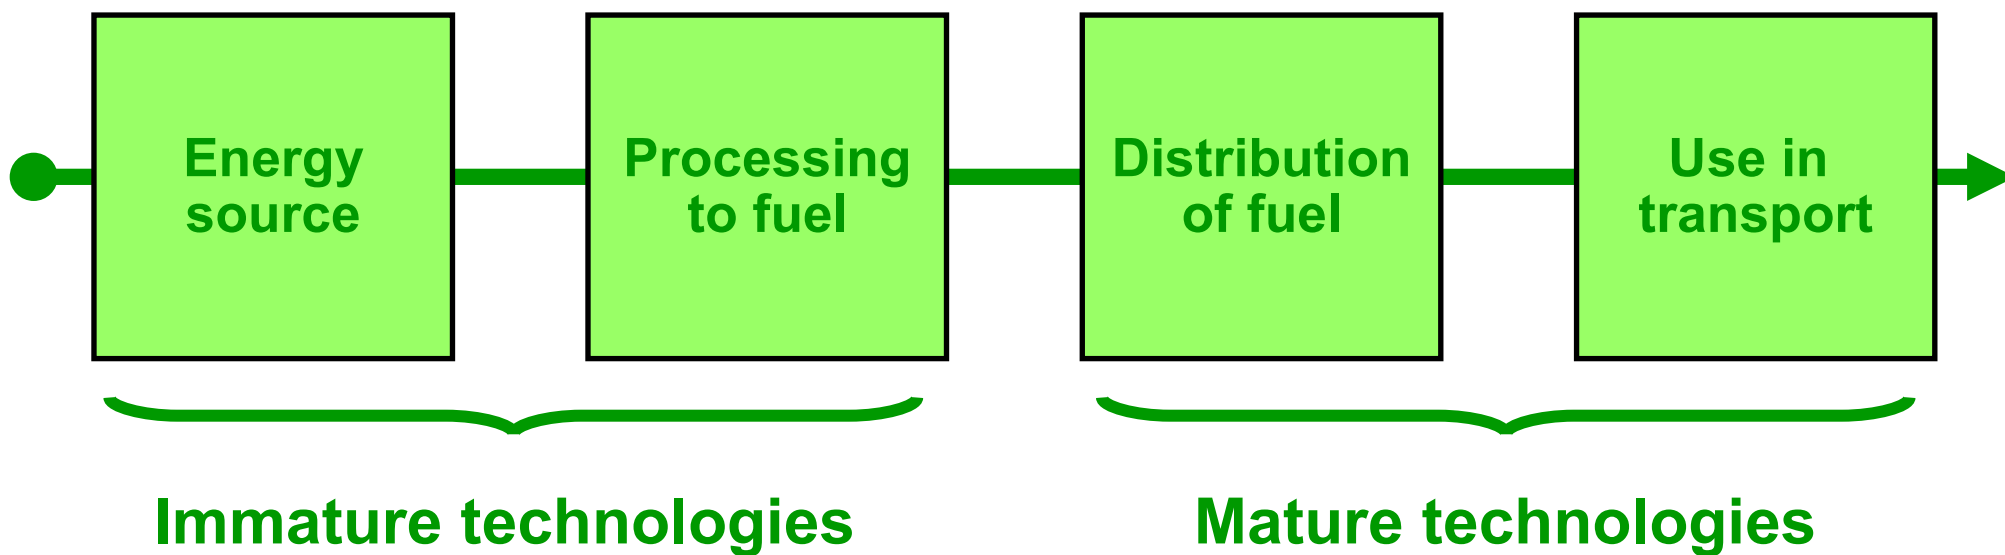 Energy
source
Processing
to fuel
Distribution
of fuel
Use in
transport
Immature technologies
Mature technologies